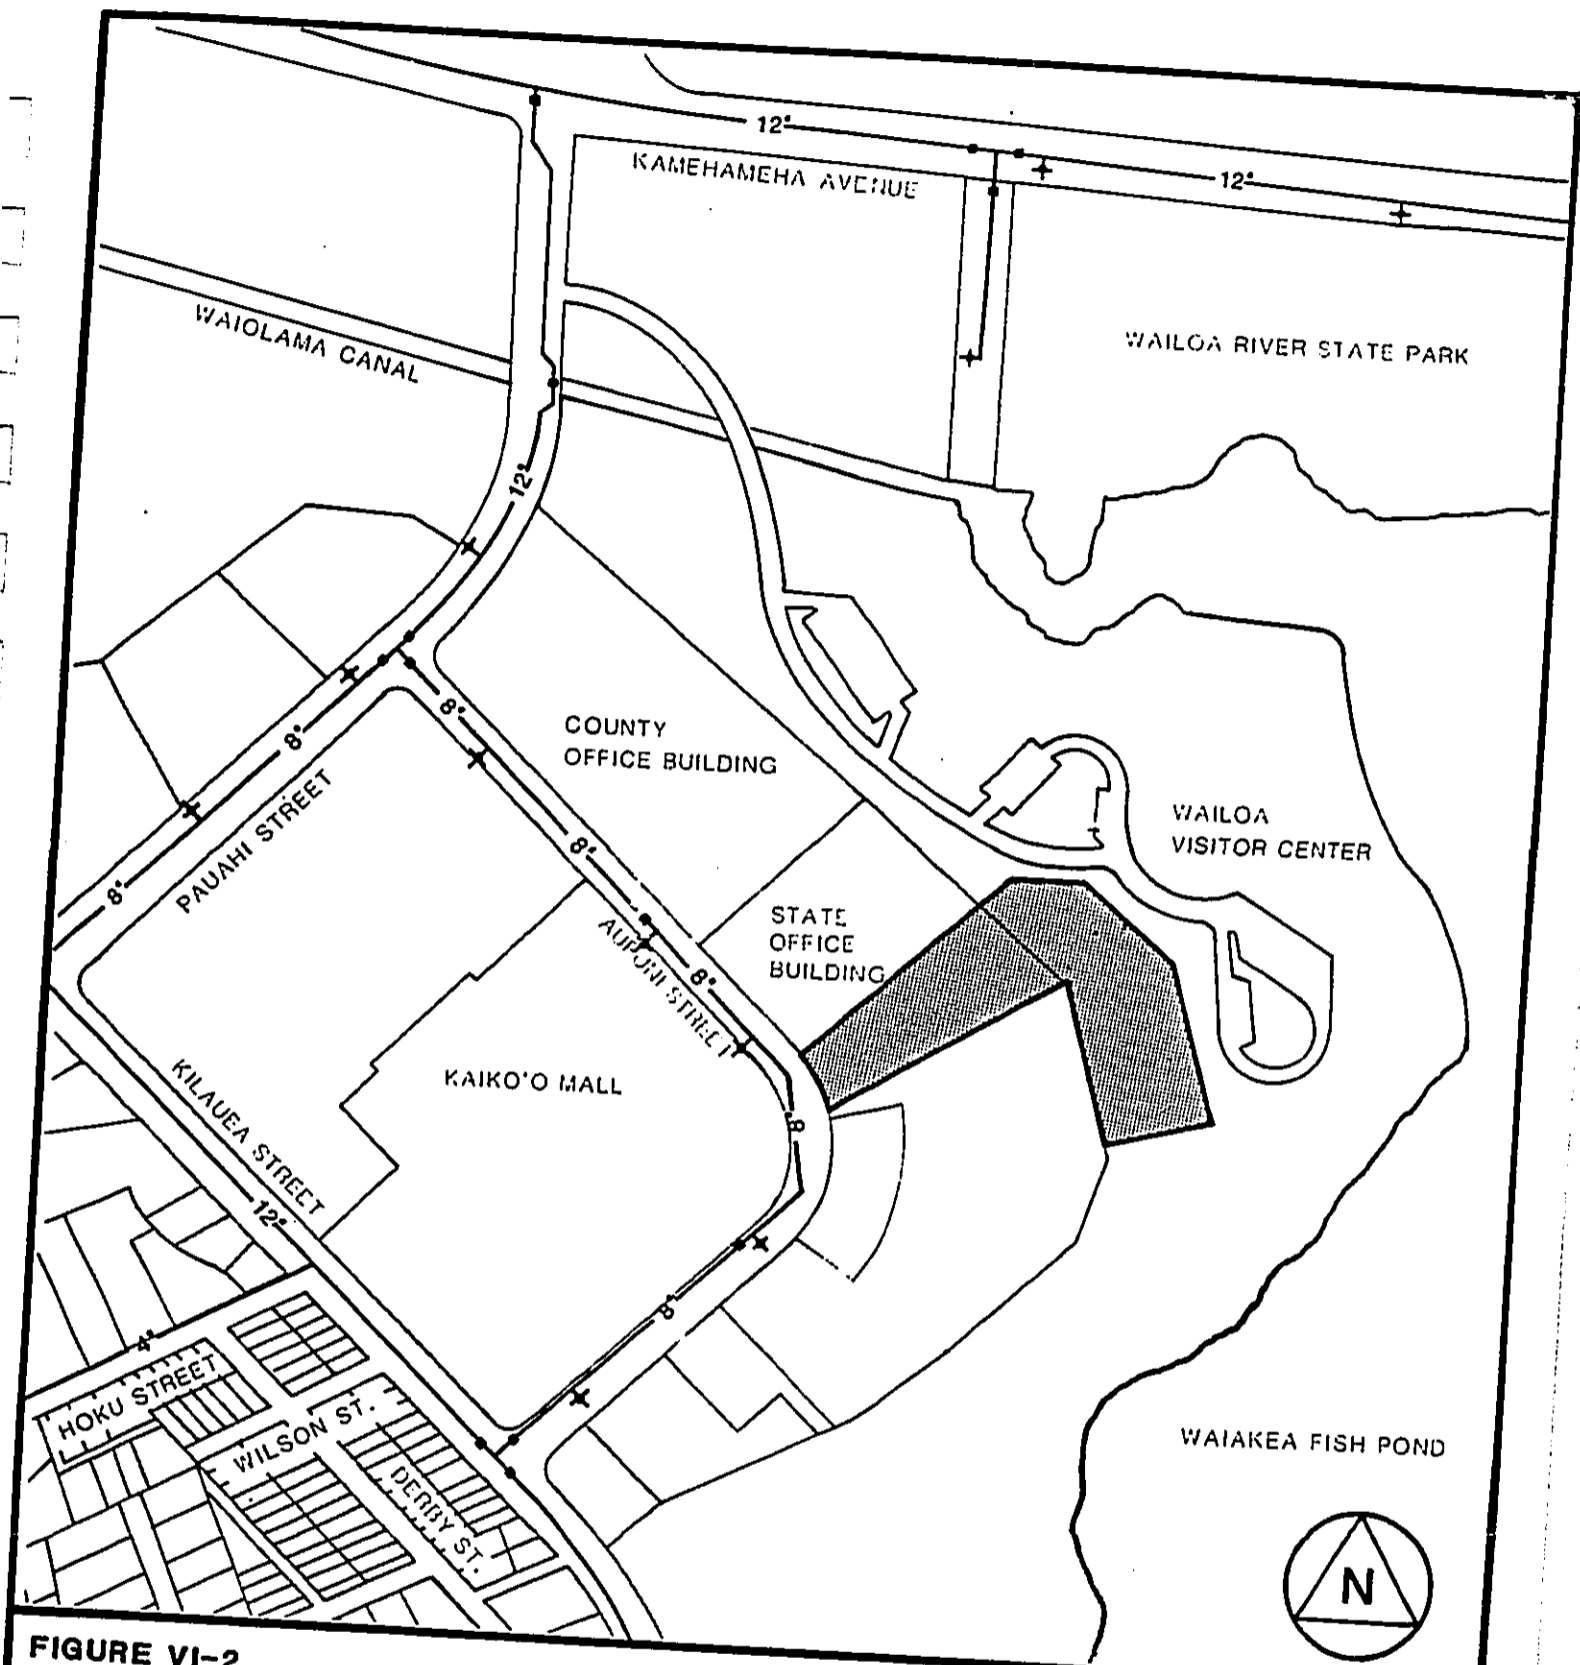 12"
KAMEHAMEHA AVENUE
12"
WAIOLAMA CANAL
WAILOA RIVER STATE PARK
12"
8"
8"
COUNTY
OFFICE BUILDING
PAUAHI STREET
8"
8"
WAILOA
VISITOR CENTER
STATE
OFFICE
BUILDING
AUPUNI STREET
8"
KILAUEA STREET
KAIKO'O MALL
8"
12"
8"
4"
HOKU STREET
WILSON ST.
DERBY ST.
WAIAKEA FISH POND
N
FIGURE VI-2